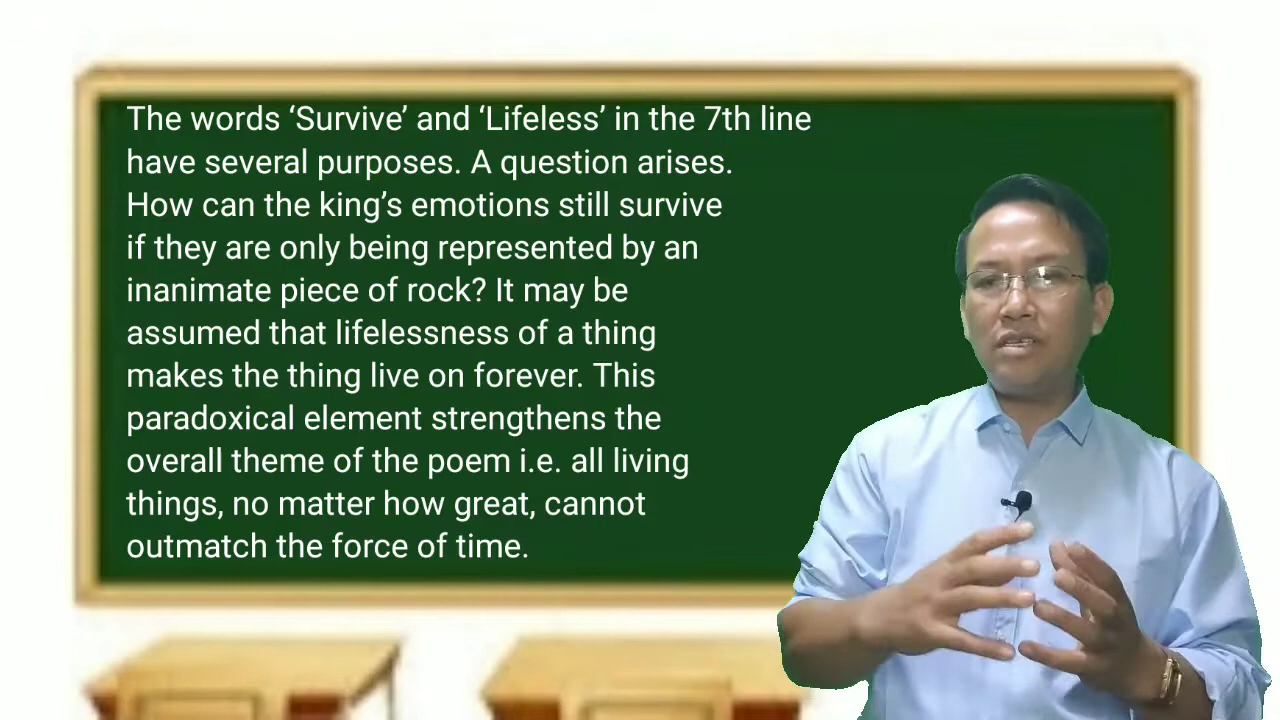 The words ‘Survive’ and ‘Lifeless’ in the 7th line
have several purposes. A question arises.
How can the king’s emotions still survive
if they are only being represented by an
inanimate piece of rock? It may be
assumed that lifelessness of a thing
makes the thing live on forever. This
paradoxical element strengthens the
overall theme of the poem i.e. all living
things, no matter how great, cannot
outmatch the force of time.